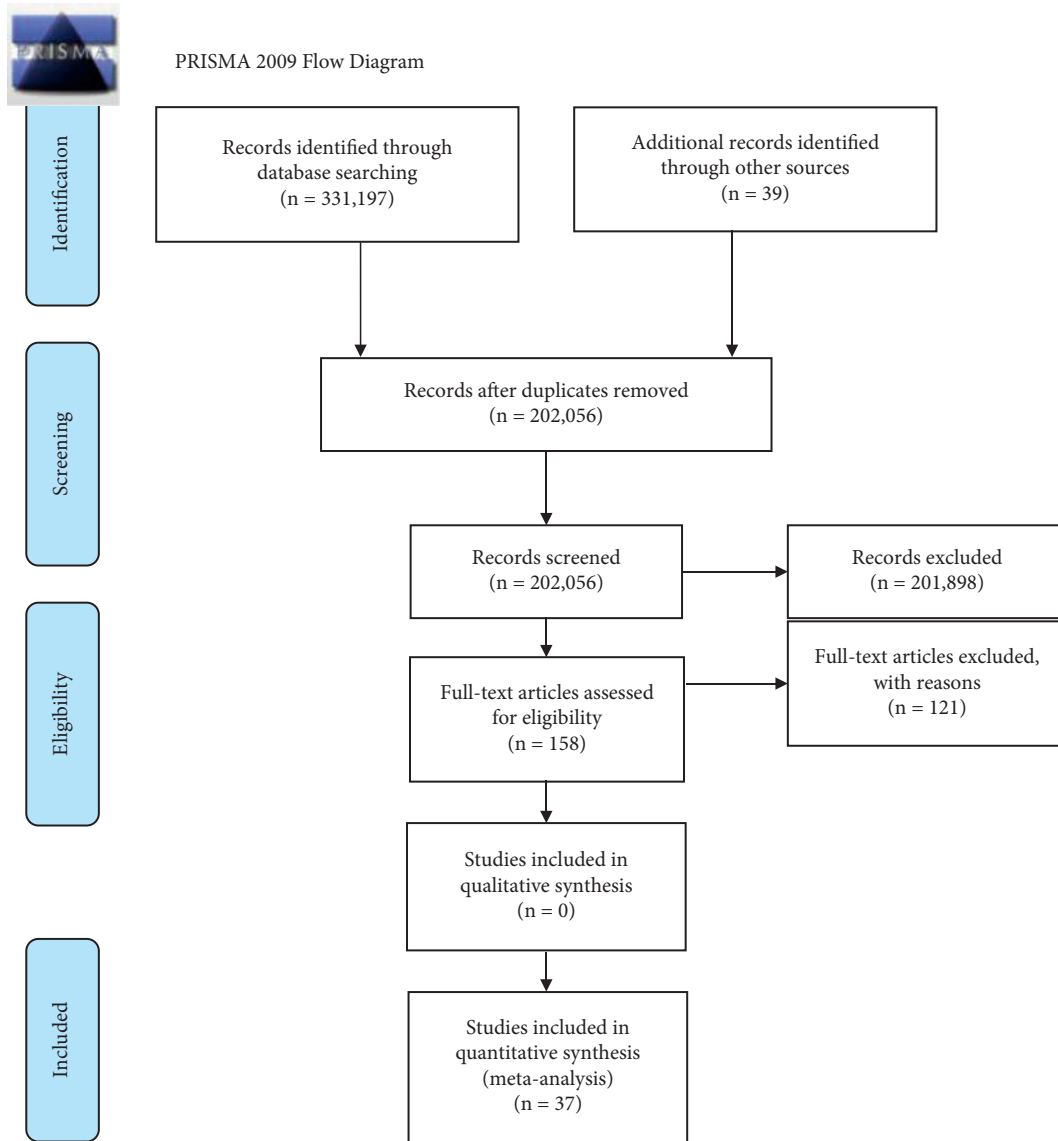 PRISMA
PRISMA 2009 Flow Diagram
Identification
Records identified through
database searching
(n = 331,197)
Additional records identified
through other sources
(n = 39)
Screening
Records after duplicates removed
(n = 202,056)
Records screened
(n = 202,056)
Records excluded
(n = 201,898)
Eligibility
Full-text articles assessed
for eligibility
(n = 158)
Full-text articles excluded,
with reasons
(n = 121)
Studies included in
qualitative synthesis
(n = 0)
Included
Studies included in
quantitative synthesis
(meta-analysis)
(n = 37)